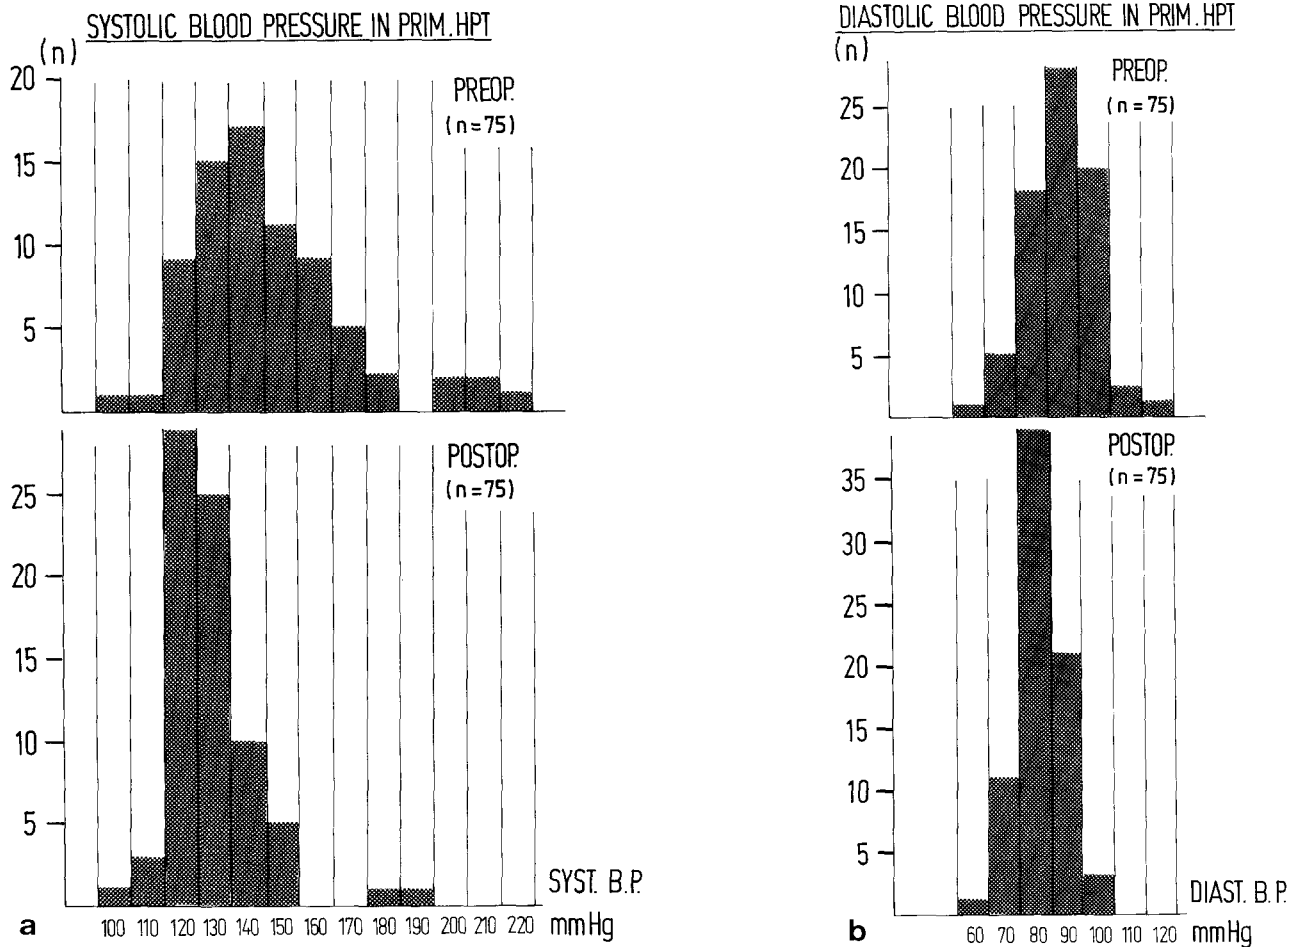 SYSTOLIC BLOOD PRESSURE IN PRIM. HPT
(n)
20
15
10
5
PREOP.
(n=75)
25
20
15
10
5
POSTOP.
(n=75)
SYST. B.P.
100 110 120 130 140 150 160 170 180 190 200 210 220 mmHg
a
DIASTOLIC BLOOD PRESSURE IN PRIM. HPT
(n)
25
20
15
10
5
PREOP.
(n=75)
35
30
25
20
15
10
5
POSTOP.
(n=75)
DIAST. B.P.
60 70 80 90 100 110 120 mmHg
b